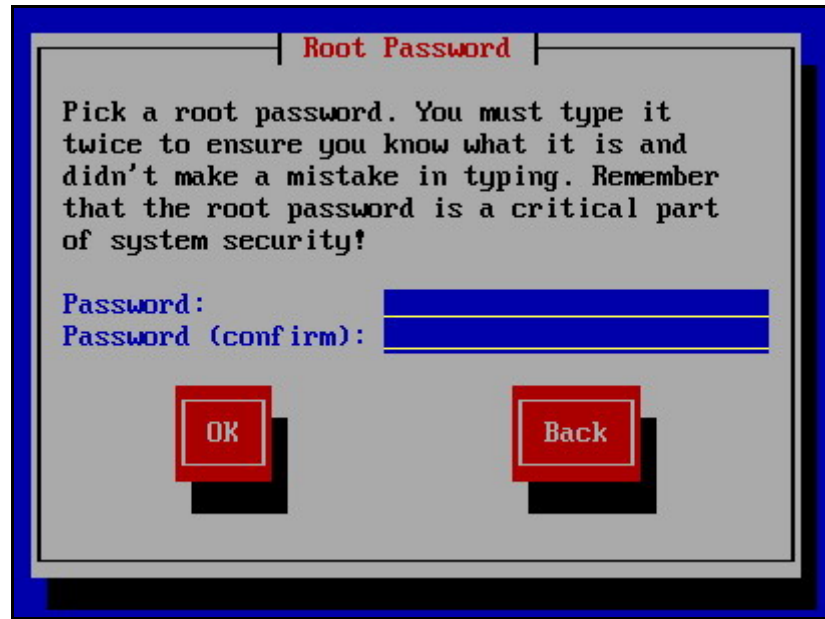 Root Password
Pick a root password. You must type it
twice to ensure you know what it is and
didn't make a mistake in typing. Remember
that the root password is a critical part
of system security!
Password:
Password (confirm):
OK Back